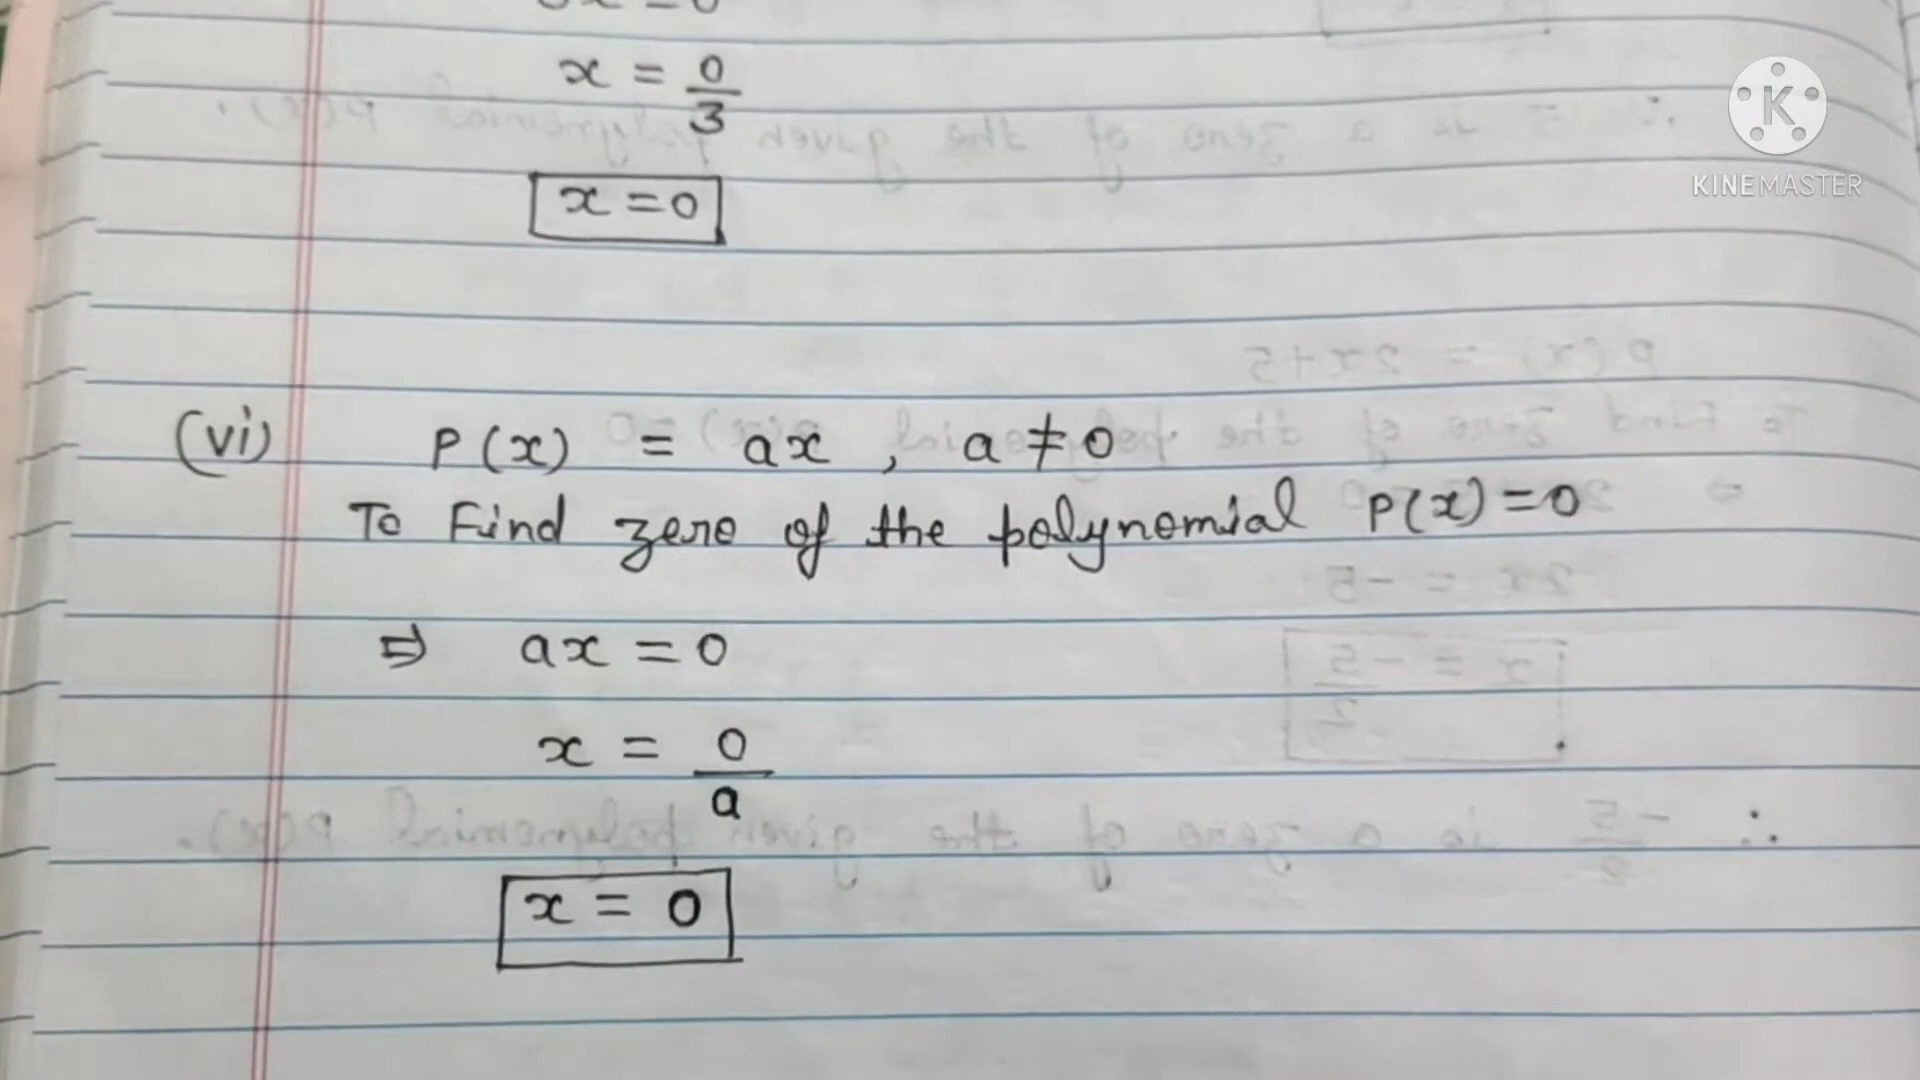 x = 0/3
x = 0
KINEMASTER
(vi) P(x) = ax , a ≠ 0
To Find zero of the polynomial P(x) = 0
⇒ ax = 0
x = 0/a
x = 0